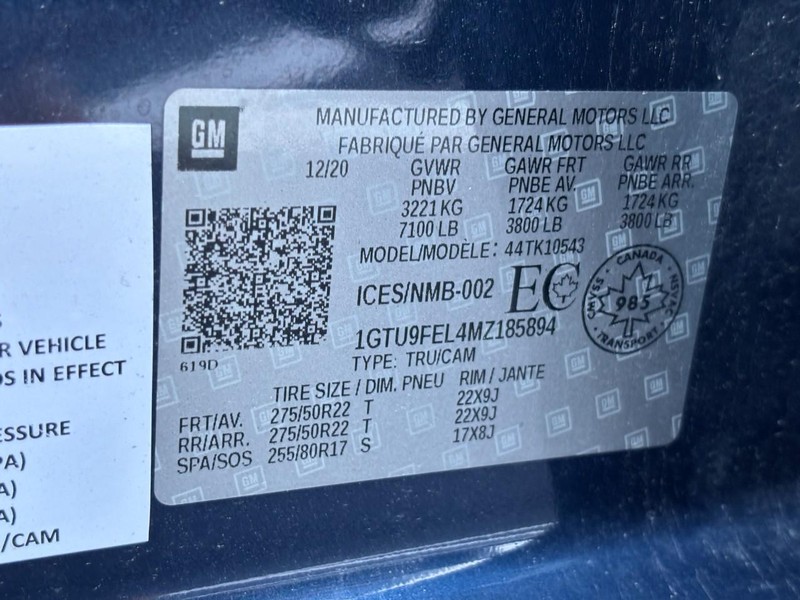 GM
MANUFACTURED BY GENERAL MOTORS LLC
FABRIQUÉ PAR GENERAL MOTORS LLC
12/20 GVWR GAWR FRT GAWR RR
PNBV PNBE AV. PNBE ARR.
3221 KG 1724 KG 1724 KG
7100 LB 3800 LB 3800 LB
MODEL/MODÈLE: 44TK10543
ICES/NMB-002 EC
CANADA
CMVSS 985 NSVAC
TRANSPORT
1GTU9FEL4MZ185894
619D
TYPE: TRU/CAM
TIRE SIZE / DIM. PNEU RIM / JANTE
FRT/AV. 275/50R22 T 22X9J
RR/ARR. 275/50R22 T 22X9J
SPA/SOS 255/80R17 S 17X8J
R VEHICLE
S IN EFFECT
ESSURE
PA)
A)
A)
/CAM